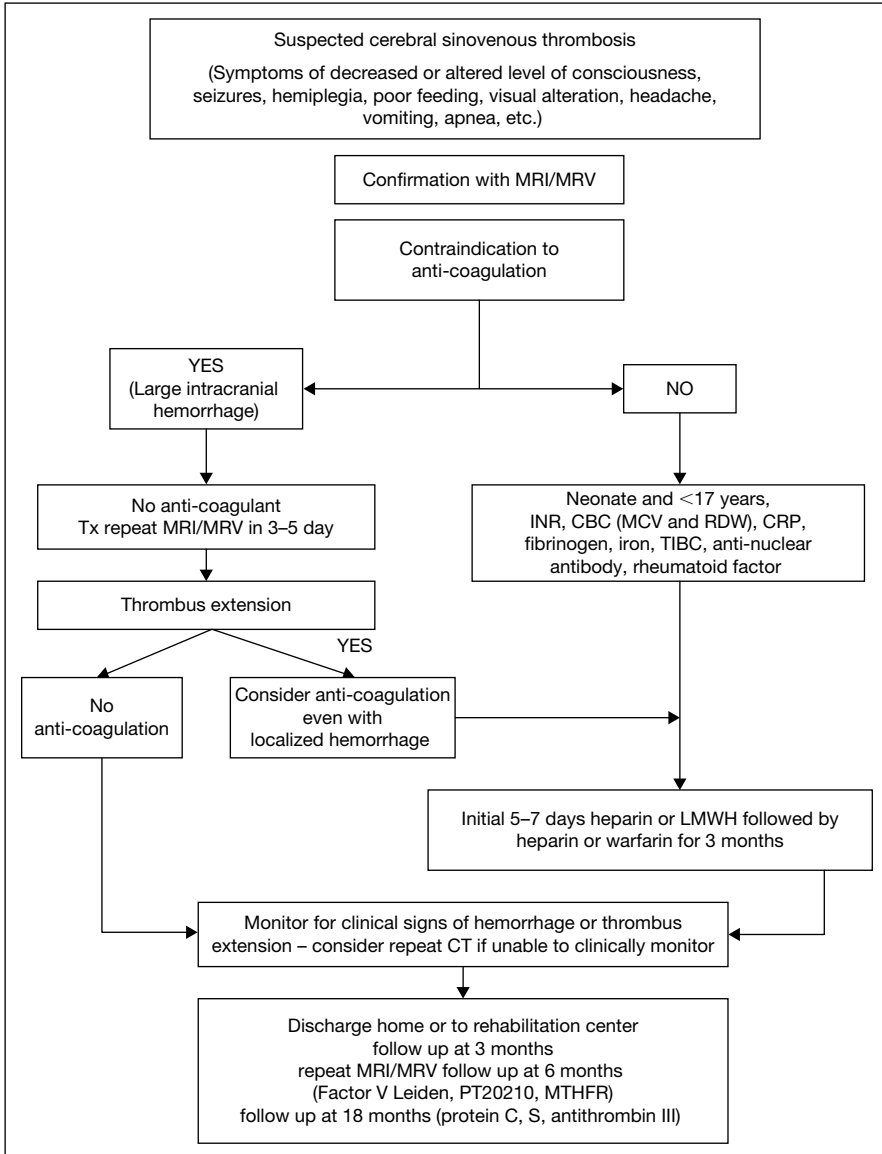 Suspected cerebral sinovenous thrombosis
(Symptoms of decreased or altered level of consciousness,
seizures, hemiplegia, poor feeding, visual alteration, headache,
vomiting, apnea, etc.)
Confirmation with MRI/MRV
Contraindication to
anti-coagulation
YES
(Large intracranial
hemorrhage)
NO
No anti-coagulant
Tx repeat MRI/MRV in 3–5 day
Neonate and <17 years,
INR, CBC (MCV and RDW), CRP,
fibrinogen, iron, TIBC, anti-nuclear
antibody, rheumatoid factor
Thrombus extension
YES
No
anti-coagulation
Consider anti-coagulation
even with
localized hemorrhage
Initial 5–7 days heparin or LMWH followed by
heparin or warfarin for 3 months
Monitor for clinical signs of hemorrhage or thrombus
extension – consider repeat CT if unable to clinically monitor
Discharge home or to rehabilitation center
follow up at 3 months
repeat MRI/MRV follow up at 6 months
(Factor V Leiden, PT20210, MTHFR)
follow up at 18 months (protein C, S, antithrombin III)